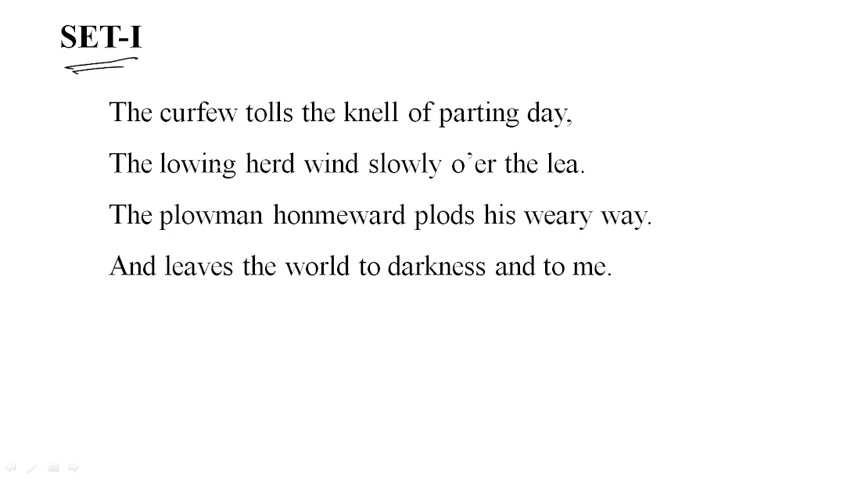 SET-I
The curfew tolls the knell of parting day,
The lowing herd wind slowly o’er the lea.
The plowman honmeward plods his weary way.
And leaves the world to darkness and to me.